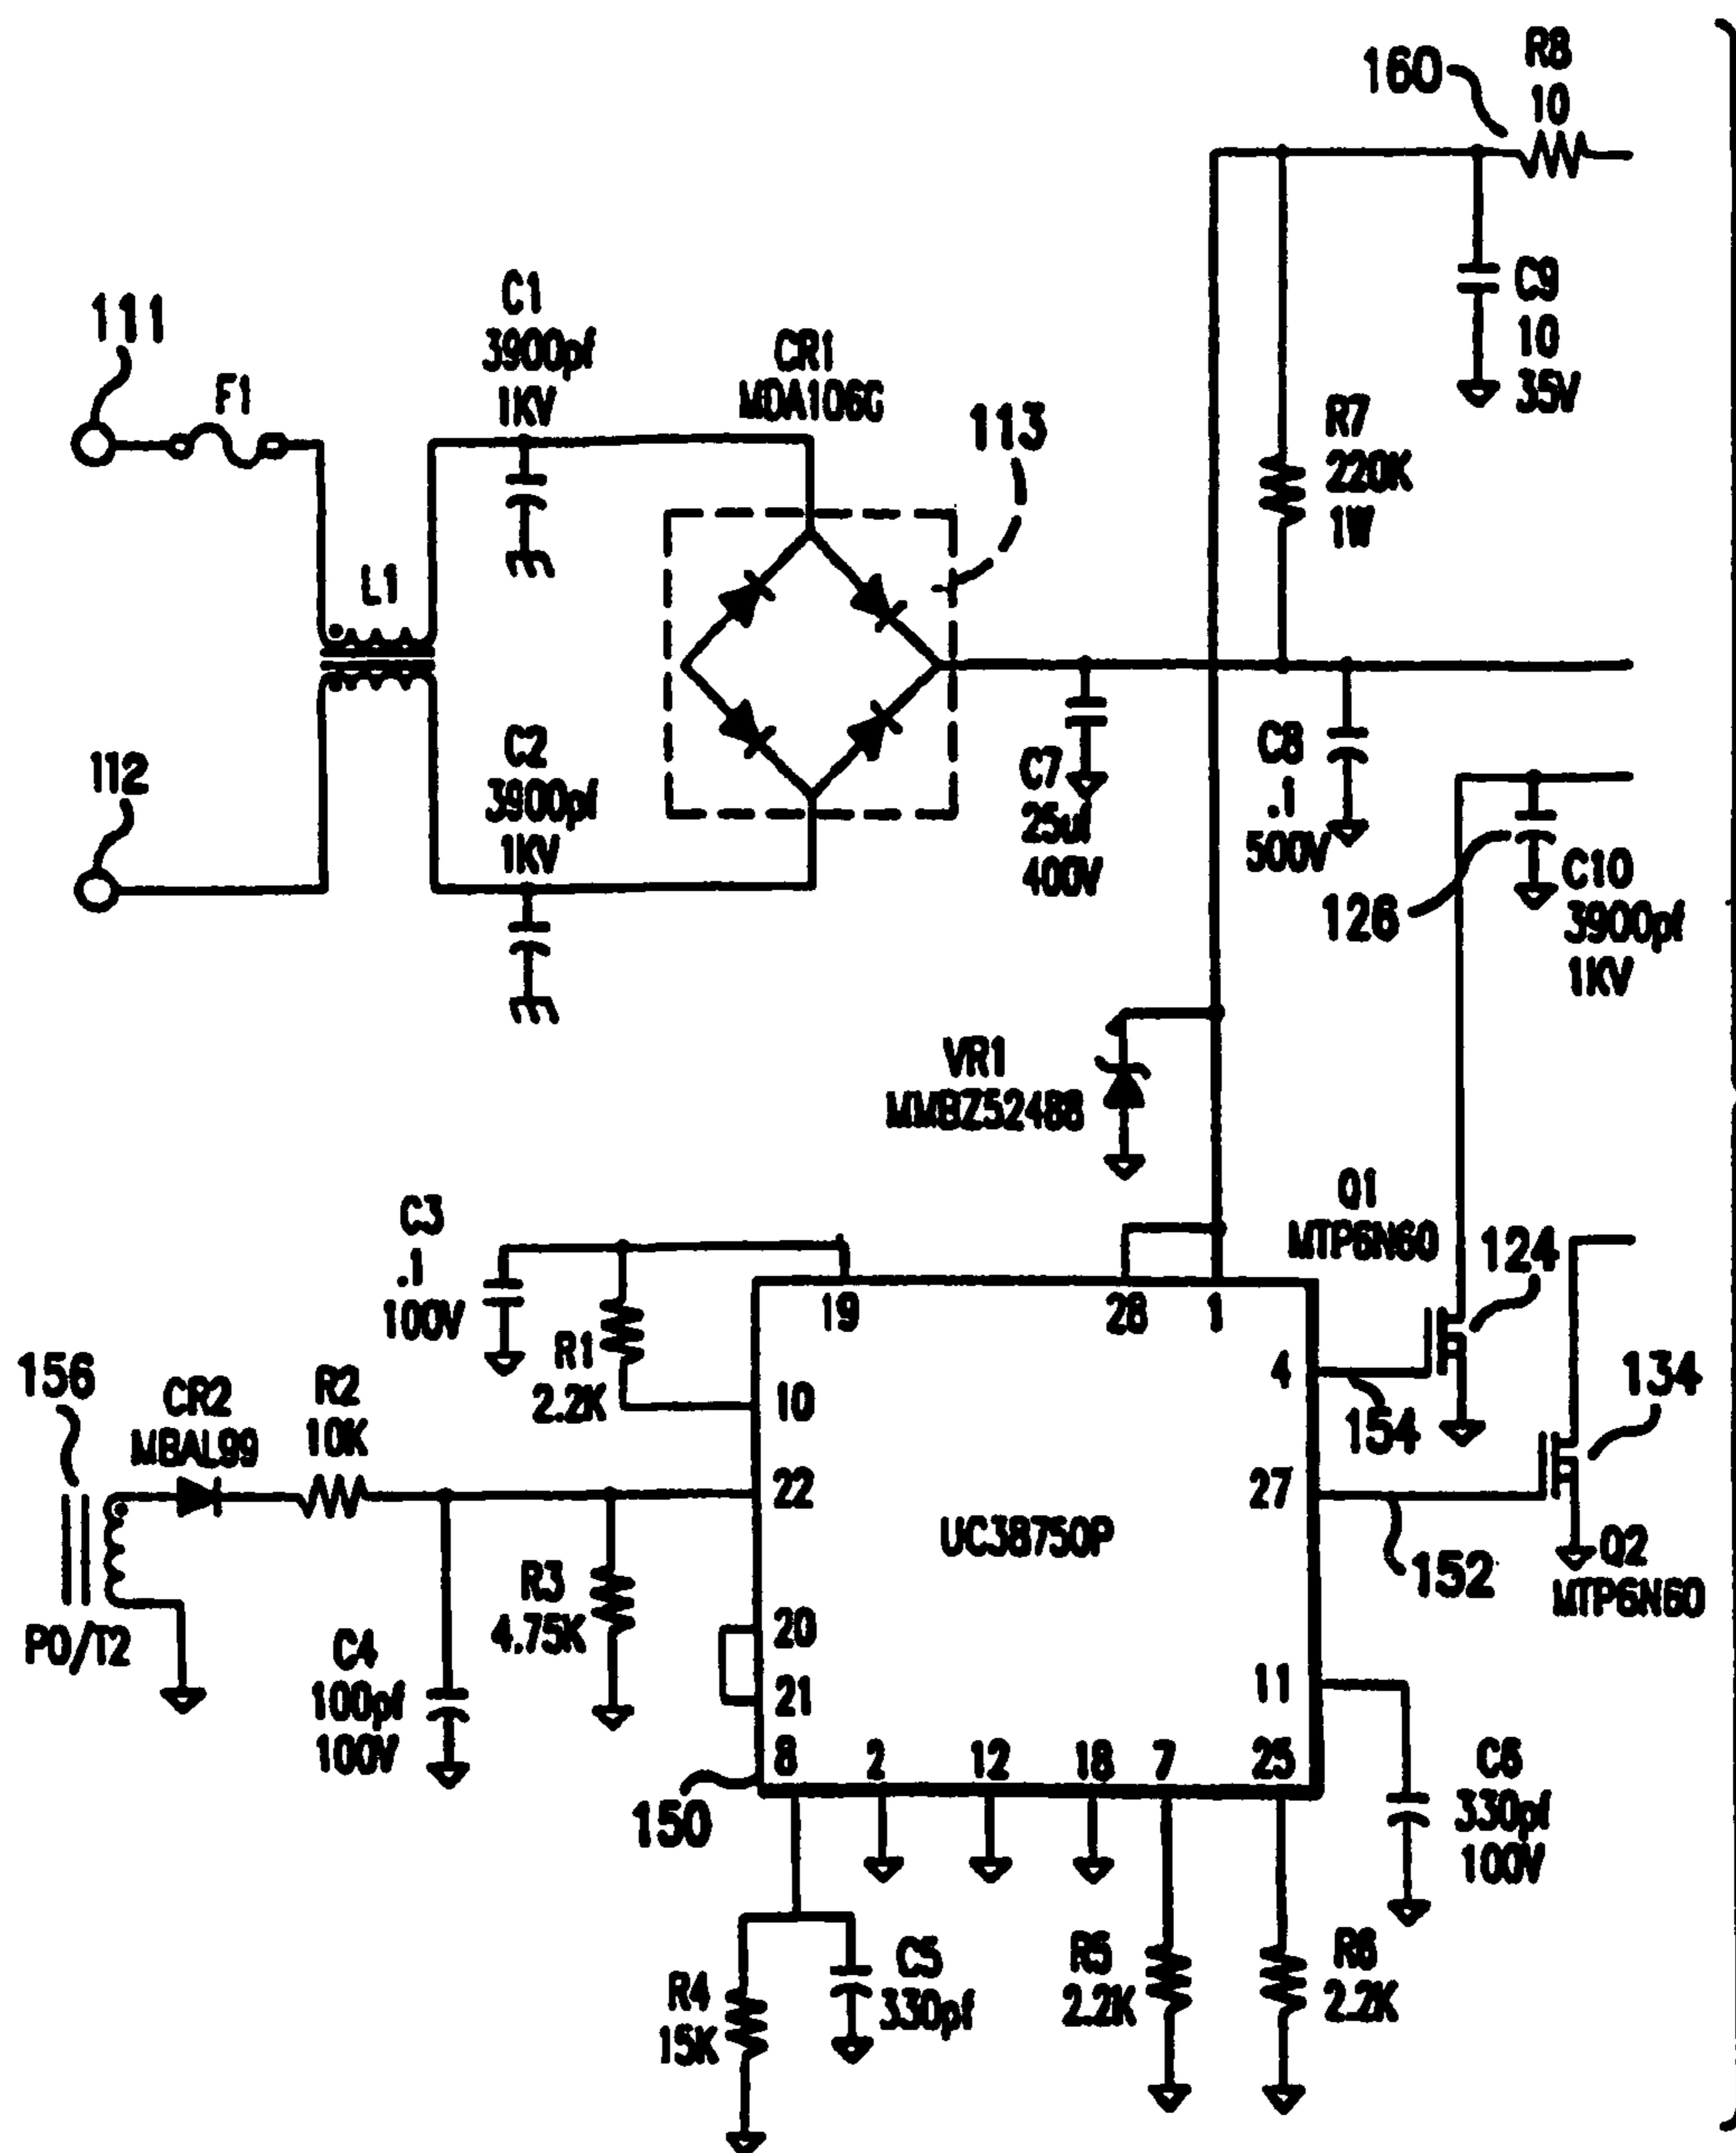 160
R8
10
C9
10
35V
111
F1
C1
3900pf
1KV
CR1
MDA106G
113
R7
220K
1W
L1
112
C2
3900pf
1KV
C7
25uf
400V
C8
.1
500V
126
C10
3900pf
1KV
VR1
MMBZ5248B
Q1
MTP6N60
124
C3
.1
100V
19
28
1
R1
2.2K
10
4
154
134
156
CR2
MBAL99
R2
10K
22
27
UC38750P
152
Q2
MTP6N60
PO/T2
R3
4.75K
20
21
11
C4
100pf
100V
8
2
12
18
7
25
150
C6
330pf
100V
R4
15K
C5
330pf
R5
2.2K
R6
2.2K